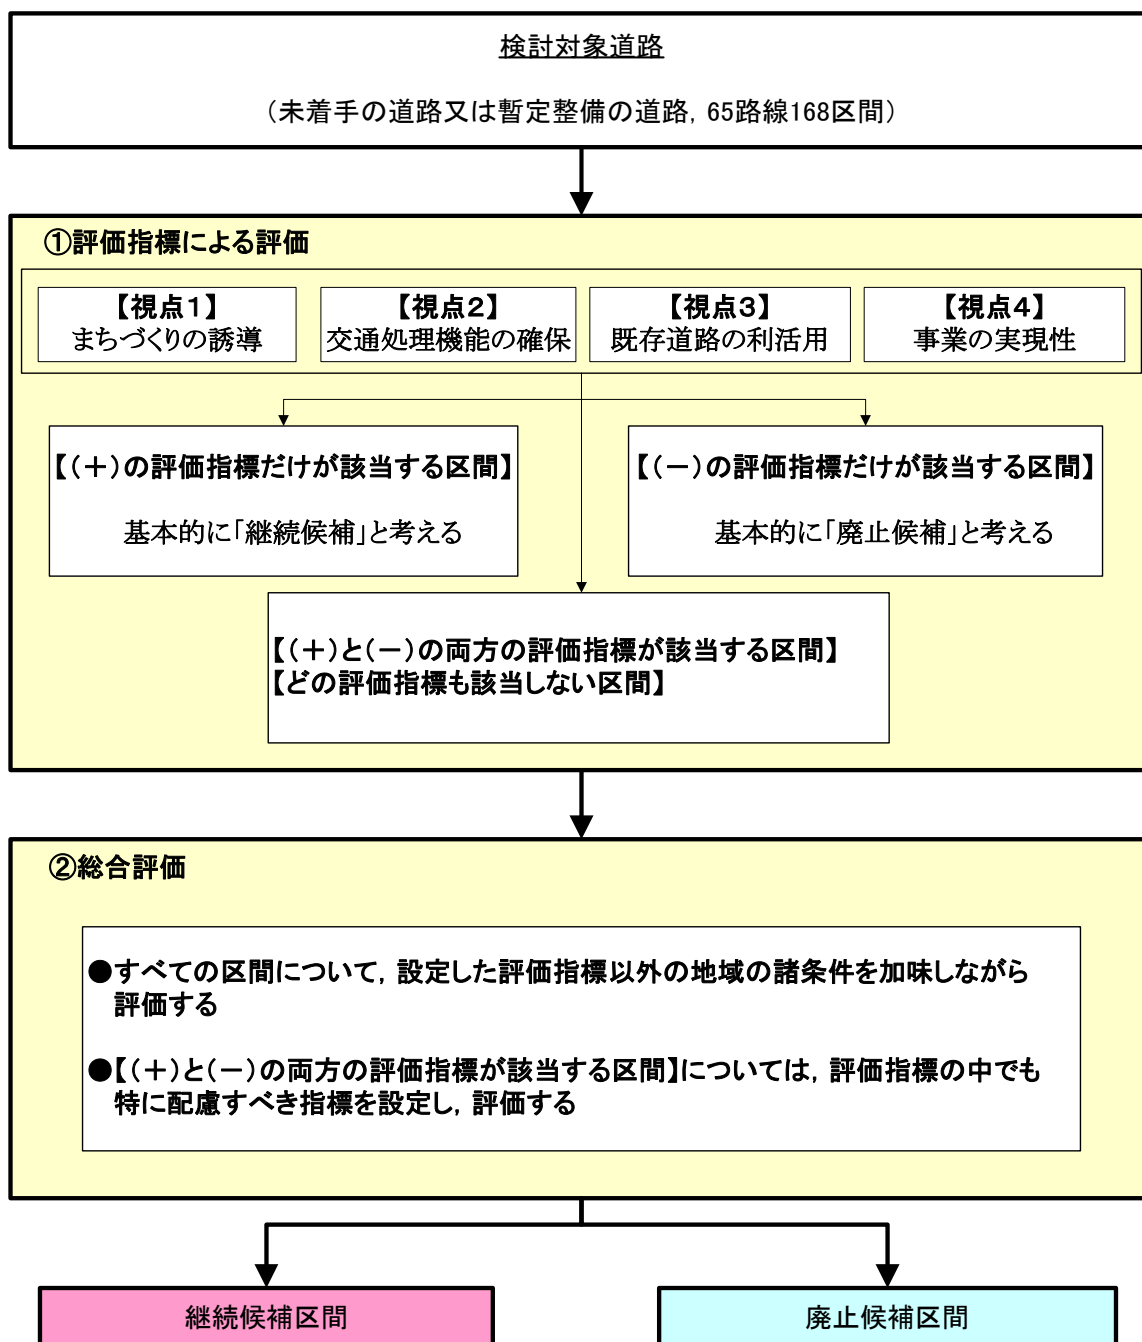 検討対象道路
（未着手の道路又は暫定整備の道路，65路線168区間）
①評価指標による評価
【視点１】
まちづくりの誘導
【視点２】
交通処理機能の確保
【視点３】
既存道路の利活用
【視点４】
事業の実現性
【（＋）の評価指標だけが該当する区間】
基本的に「継続候補」と考える
【（－）の評価指標だけが該当する区間】
基本的に「廃止候補」と考える
【（＋）と（－）の両方の評価指標が該当する区間】
【どの評価指標も該当しない区間】
②総合評価
●すべての区間について，設定した評価指標以外の地域の諸条件を加味しながら
評価する
●【（＋）と（－）の両方の評価指標が該当する区間】については，評価指標の中でも
特に配慮すべき指標を設定し，評価する
継続候補区間
廃止候補区間